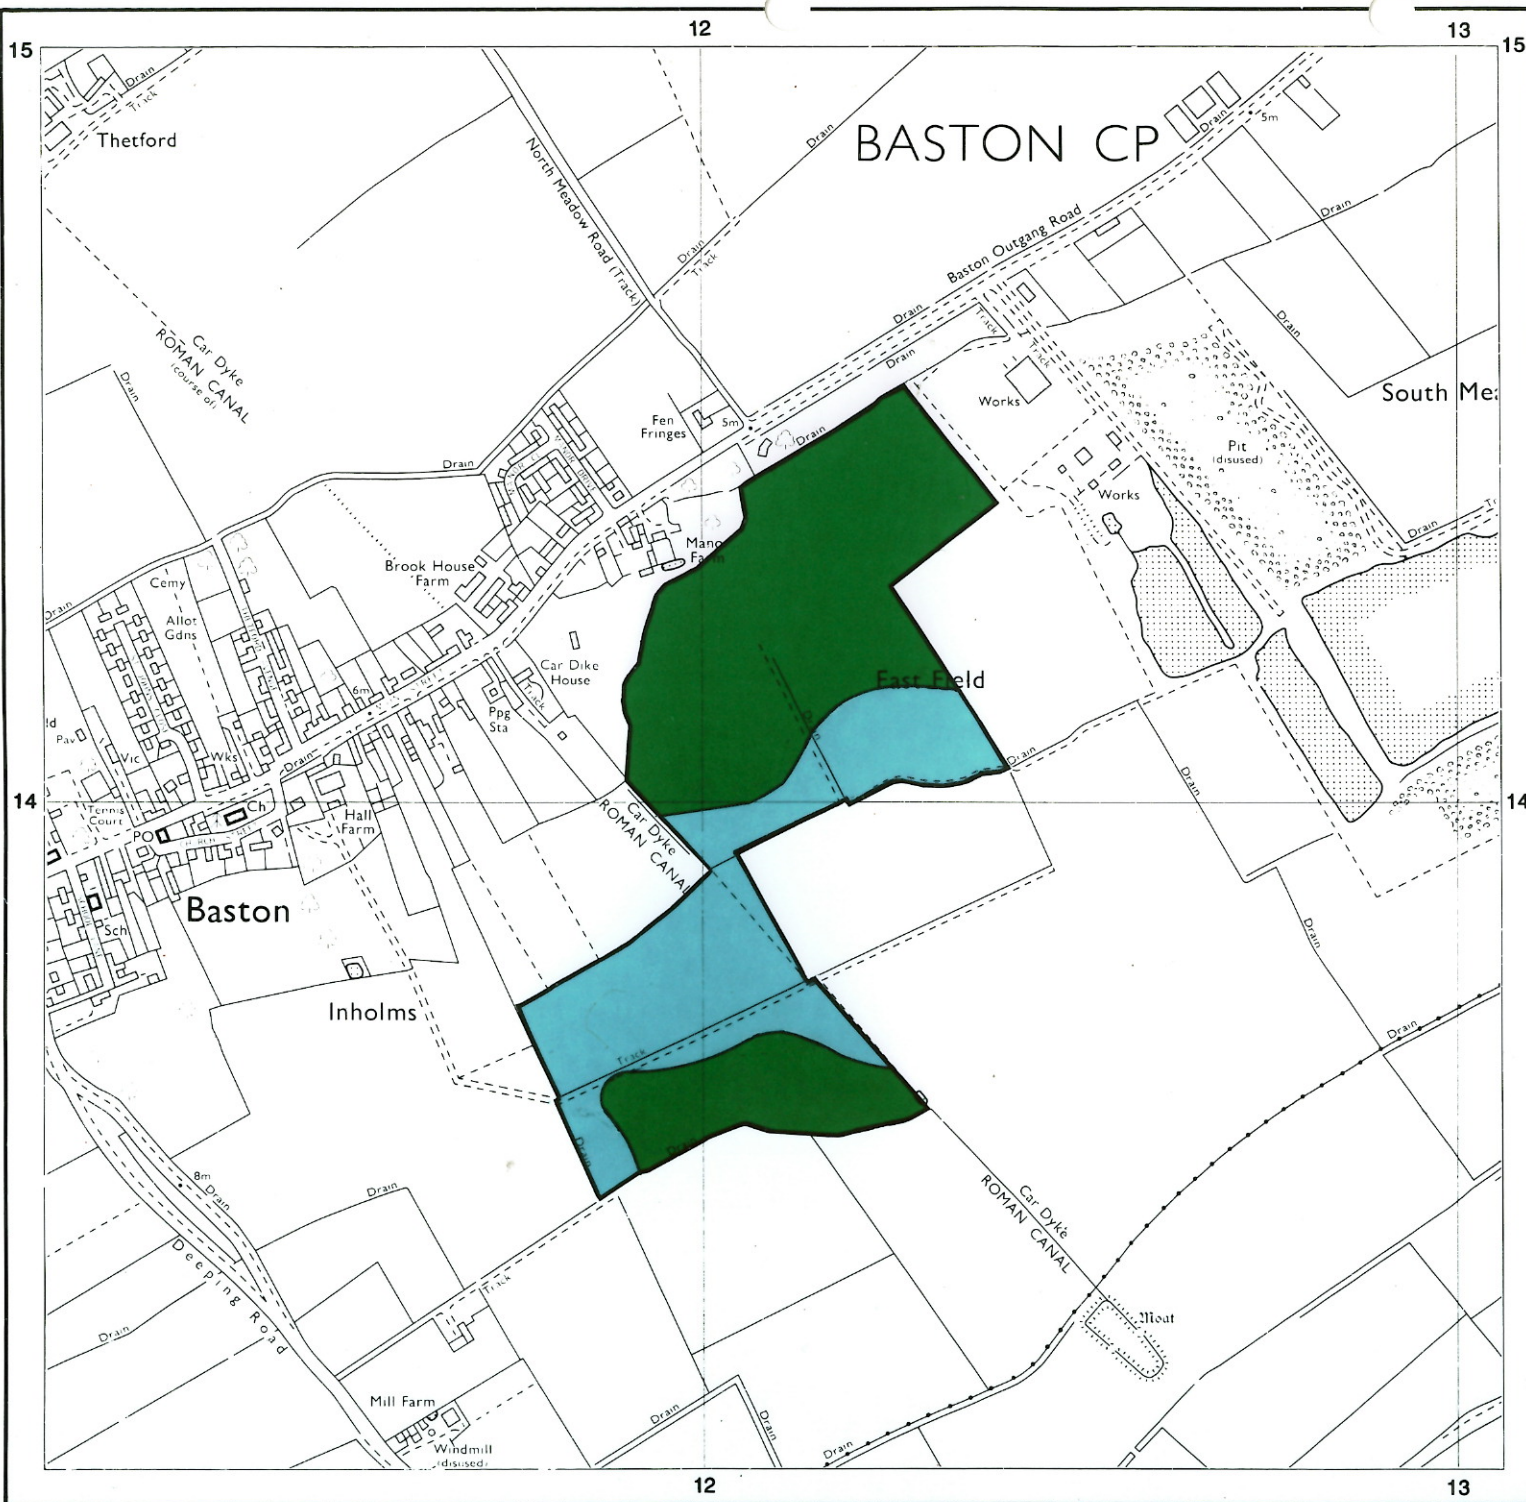 12
13
15
15
Drain
Track
Thetford
BASTON CP
Drain
5m
Drain
North Meadow Road (Track)
Drain
Track
Drain
Baston Outgang Road
Car Dyke
ROMAN CANAL
(course of)
Drain
Drain
Drain
Track
Track
Drain
South Mea
Works
Drain
Fen
Fringes
5m
Drain
Pit
(disused)
Drain
Works
Drain
Manor
Farm
Brook House
Farm
Cemy
Drain
Allot
Gdns
Car Dike
House
East Field
6m
Track
Ppg
Sta
Pav
Vic
Wks
Drain
Drain
Drain
14
14
Tennis
Court
PO
Ch
Hall
Farm
Car Dyke
ROMAN CANAL
Baston
Sch
Drain
Inholms
Drain
Track
Drain
Drain
8m
Drain
Drain
Car Dyke
ROMAN CANAL
Deeping Road
Track
Drain
Moat
Mill Farm
Windmill
(disused)
Drain
Drain
Drain
12
13